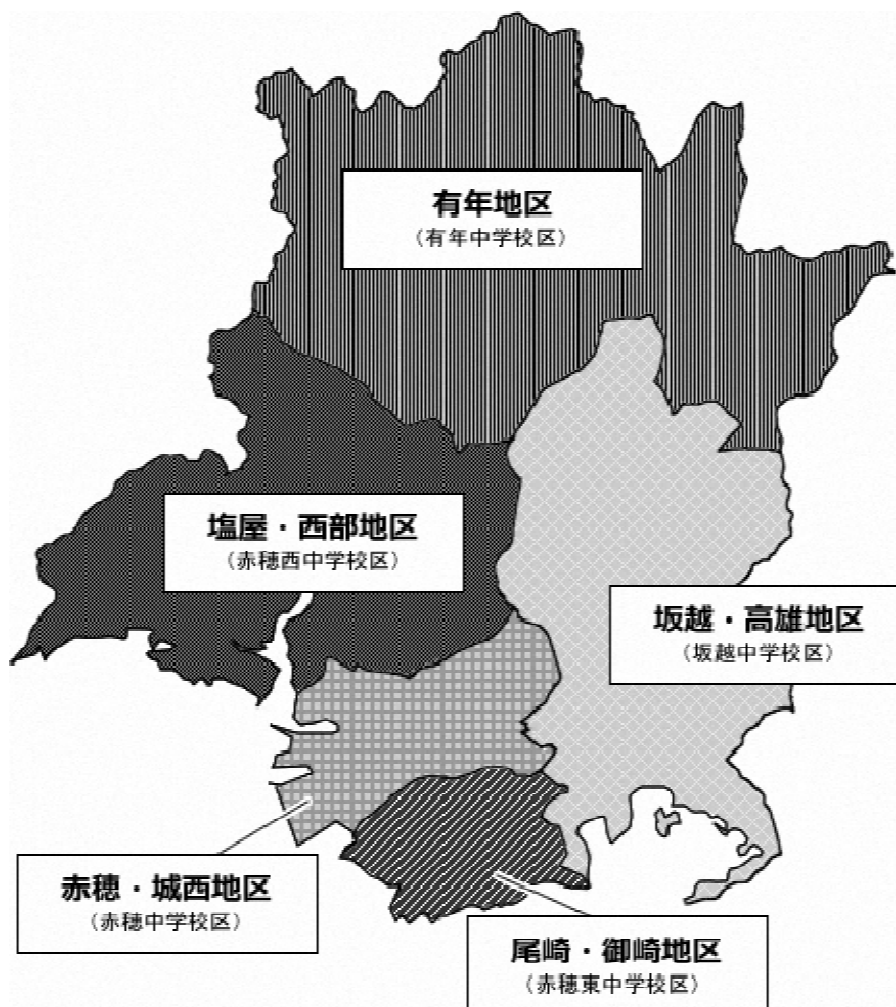 有年地区
（有年中学校区）
塩屋・西部地区
（赤穂西中学校区）
坂越・高雄地区
（坂越中学校区）
赤穂・城西地区
（赤穂中学校区）
尾崎・御崎地区
（赤穂東中学校区）